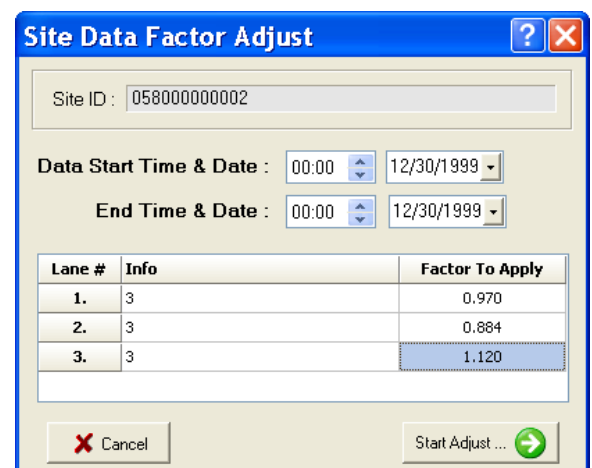 Site Data Factor Adjust ?
Site ID : 058000000002
Data Start Time & Date : 00:00 12/30/1999
End Time & Date : 00:00 12/30/1999
Lane # Info Factor To Apply
1. 3 0.970
2. 3 0.884
3. 3 1.120
Cancel Start Adjust ...